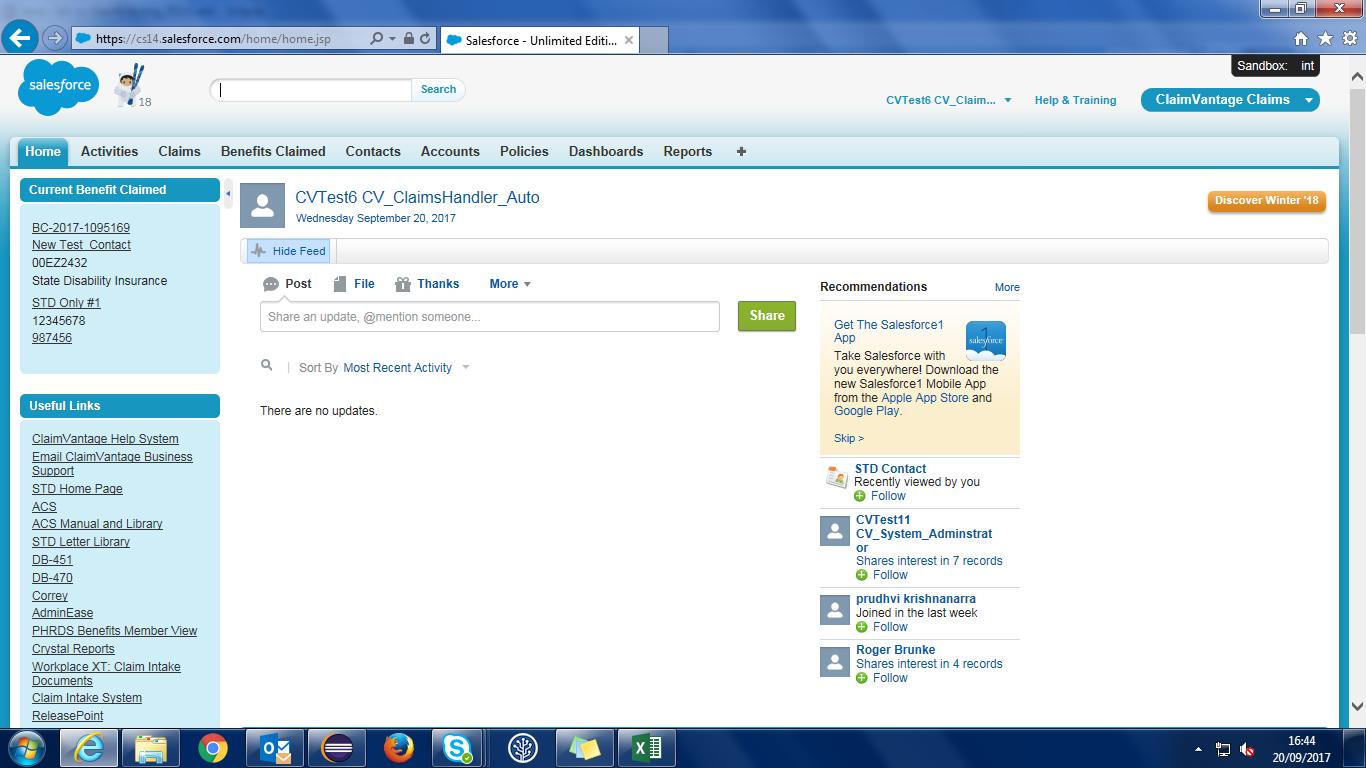 https://cs14.salesforce.com/home/home.jsp
Salesforce - Unlimited Editi...
Sandbox: int
salesforce
18
Search
CVTest6 CV_Claim...
Help & Training
ClaimVantage Claims
Home
Activities
Claims
Benefits Claimed
Contacts
Accounts
Policies
Dashboards
Reports
Current Benefit Claimed
BC-2017-1095169
New Test_Contact
00EZ2432
State Disability Insurance
STD Only #1
12345678
987456
Useful Links
ClaimVantage Help System
Email ClaimVantage Business
Support
STD Home Page
ACS
ACS Manual and Library
STD Letter Library
DB-451
DB-470
Correy
AdminEase
PHRDS Benefits Member View
Crystal Reports
Workplace XT: Claim Intake
Documents
Claim Intake System
ReleasePoint
CVTest6 CV_ClaimsHandler_Auto
Wednesday September 20, 2017
Discover Winter '18
Hide Feed
Post
File
Thanks
More
Share an update, @mention someone...
Share
Sort By Most Recent Activity
There are no updates.
Recommendations
More
Get The Salesforce1
App
salesforce
1
Take Salesforce with
you everywhere! Download the
new Salesforce1 Mobile App
from the Apple App Store and
Google Play.
Skip >
STD Contact
Recently viewed by you
Follow
CVTest11
CV_System_Adminstrat
or
Shares interest in 7 records
Follow
prudhvi krishnanarra
Joined in the last week
Follow
Roger Brunke
Shares interest in 4 records
Follow
16:44
20/09/2017